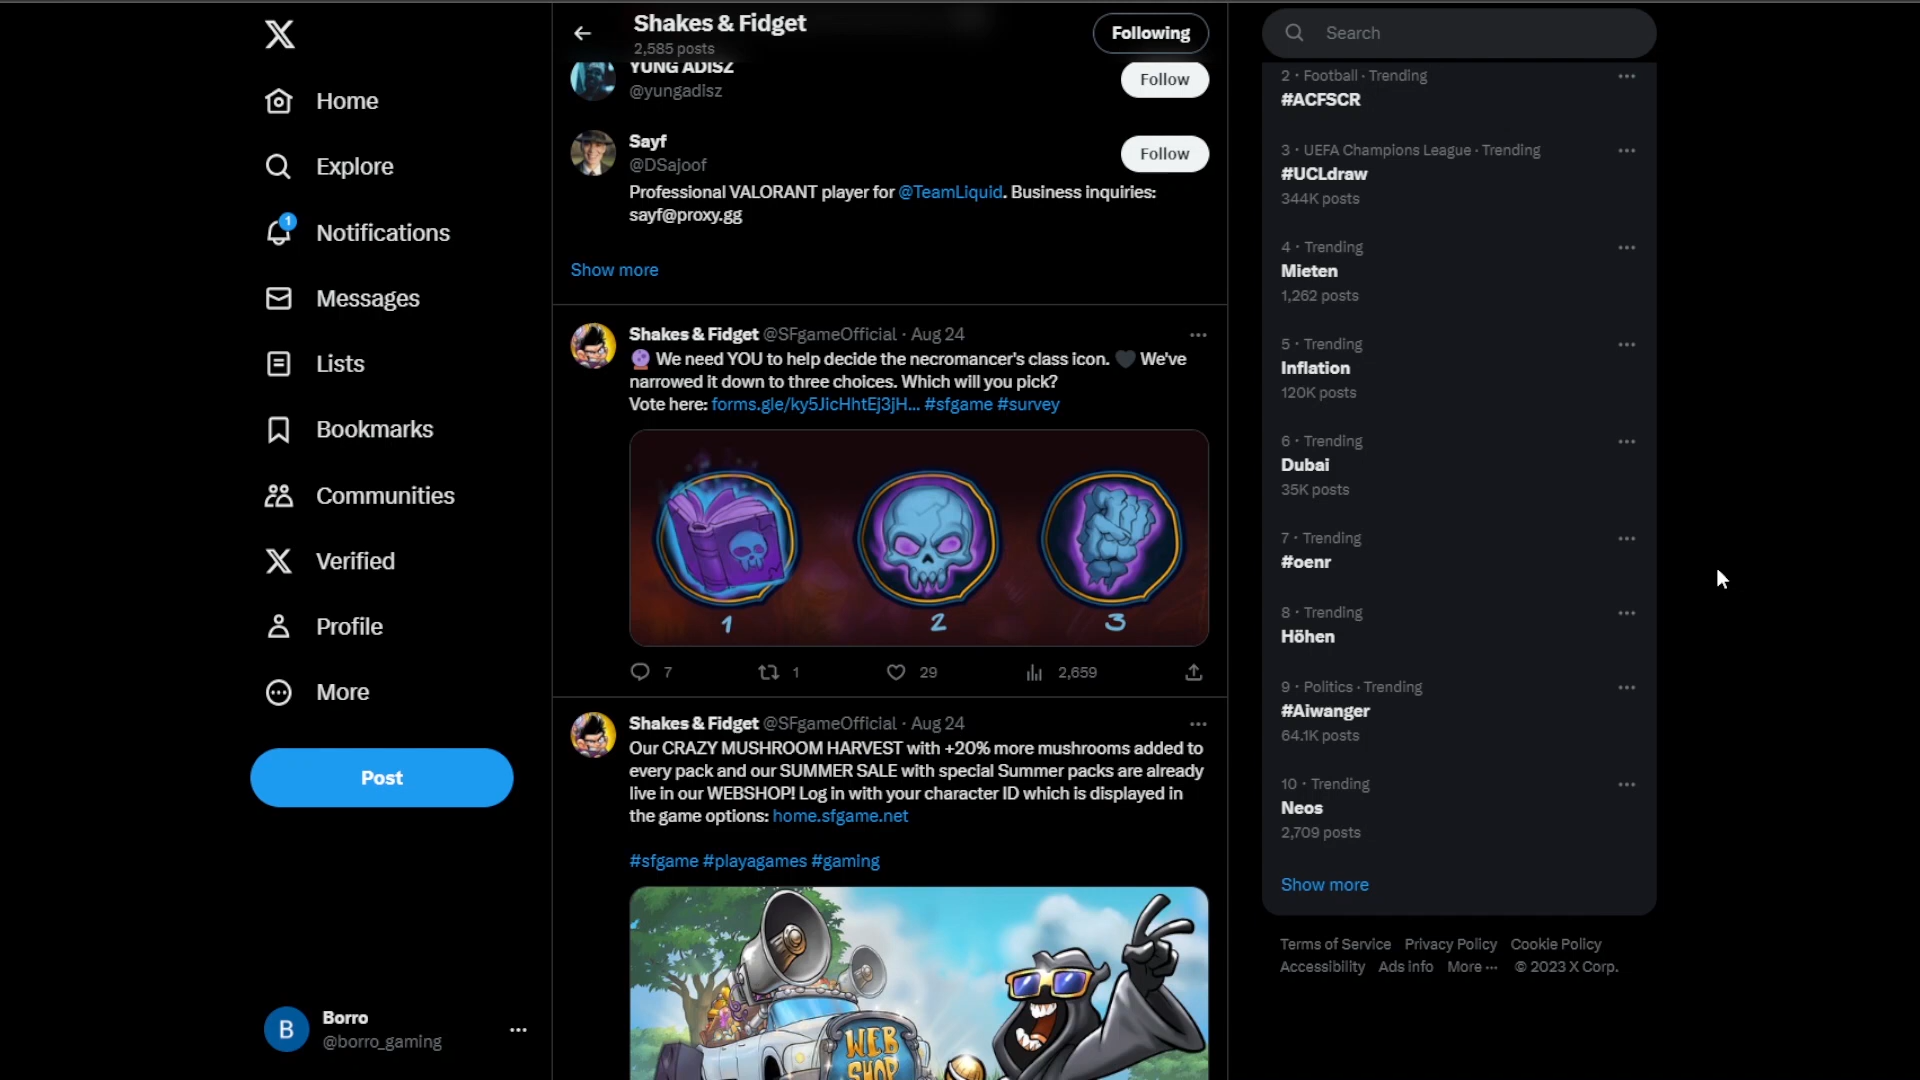 Home
Explore
1
Notifications
Messages
Lists
Bookmarks
Communities
Verified
Profile
More
Post
B
Borro
@borro_gaming
Shakes & Fidget
2,585 posts
Following
YUNG ADISZ
@yungadisz
Follow
Sayf
@DSajoof
Follow
Professional VALORANT player for @TeamLiquid. Business inquiries:
sayf@proxy.gg
Show more
Shakes & Fidget @SFgameOfficial · Aug 24
🔮 We need YOU to help decide the necromancer's class icon. 🖤 We've
narrowed it down to three choices. Which will you pick?
Vote here: forms.gle/ky5JicHhtEj3jH... #sfgame #survey
1 2 3
7 1 29 2,659
Shakes & Fidget @SFgameOfficial · Aug 24
Our CRAZY MUSHROOM HARVEST with +20% more mushrooms added to
every pack and our SUMMER SALE with special Summer packs are already
live in our WEBSHOP! Log in with your character ID which is displayed in
the game options: home.sfgame.net
#sfgame #playagames #gaming
WEB
SHOP
Search
2 · Football · Trending
#ACFSCR
3 · UEFA Champions League · Trending
#UCLdraw
344K posts
4 · Trending
Mieten
1,262 posts
5 · Trending
Inflation
120K posts
6 · Trending
Dubai
35K posts
7 · Trending
#oenr
8 · Trending
Höhen
9 · Politics · Trending
#Aiwanger
64.1K posts
10 · Trending
Neos
2,709 posts
Show more
Terms of Service Privacy Policy Cookie Policy
Accessibility Ads info More ··· © 2023 X Corp.